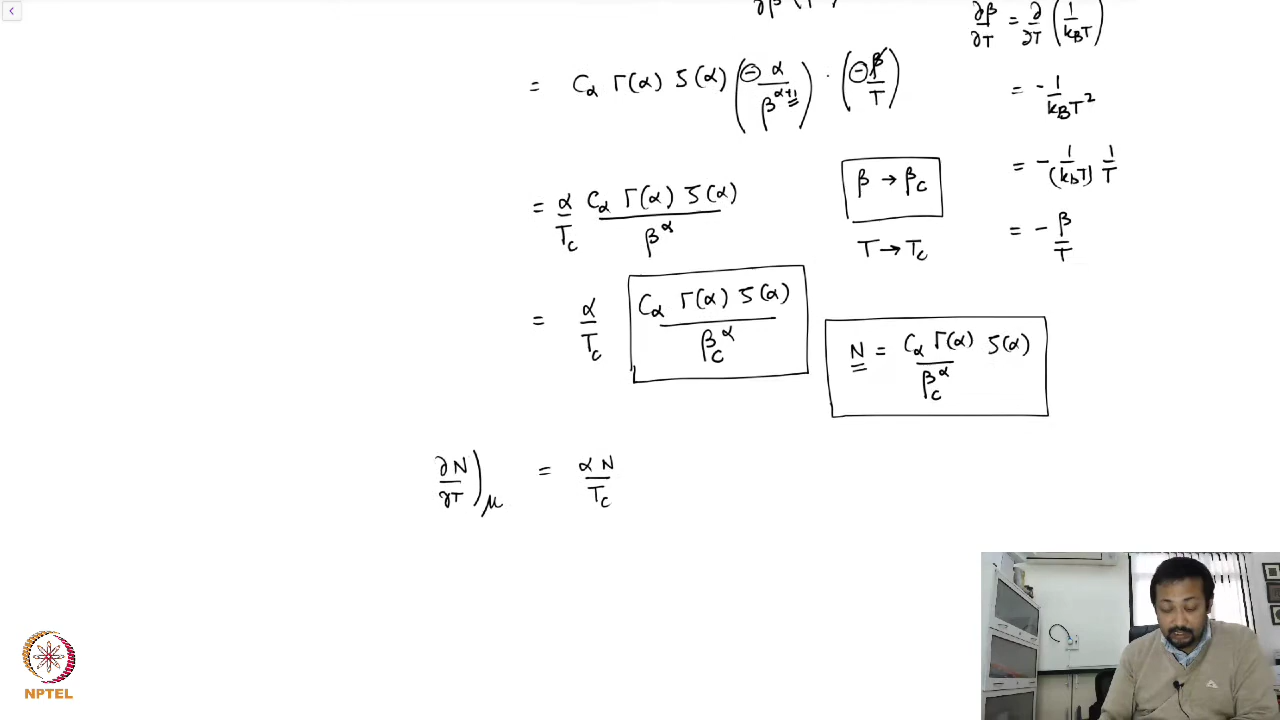 ∂β/∂T = ∂/∂T (1/k_BT)
= C_α Γ(α) ζ(α) (⊖ α/β^{α+1}) · (⊖ β/T)
= - 1/k_BT²
= - 1/(k_BT) 1/T
= α/T_c C_α Γ(α) ζ(α)/β^α
β → β_c
T → T_c
= - β/T
= α/T_c C_α Γ(α) ζ(α)/β_c^α
N = C_α Γ(α)/β_c^α ζ(α)
∂N/∂T)_μ = α N/T_c
NPTEL